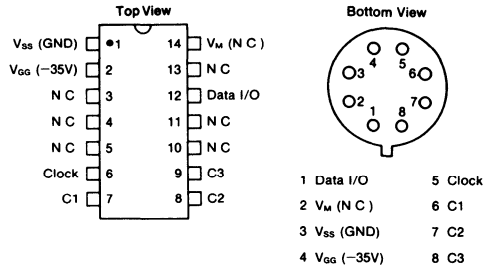 Top View
VSS (GND) 1 14 VM (N C)
VGG (−35V) 2 13 N C
N C 3 12 Data I/O
N C 4 11 N C
N C 5 10 N C
Clock 6 9 C3
C1 7 8 C2
Bottom View
4 5
3 6
2 7
1 8
1 Data I/O 5 Clock
2 VM (N C) 6 C1
3 VSS (GND) 7 C2
4 VGG (−35V) 8 C3